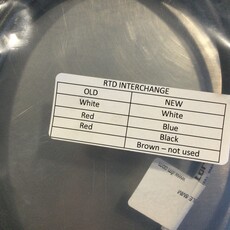 RTD INTERCHANGE
OLD NEW
White White
Red Blue
Red Black
Brown – not used